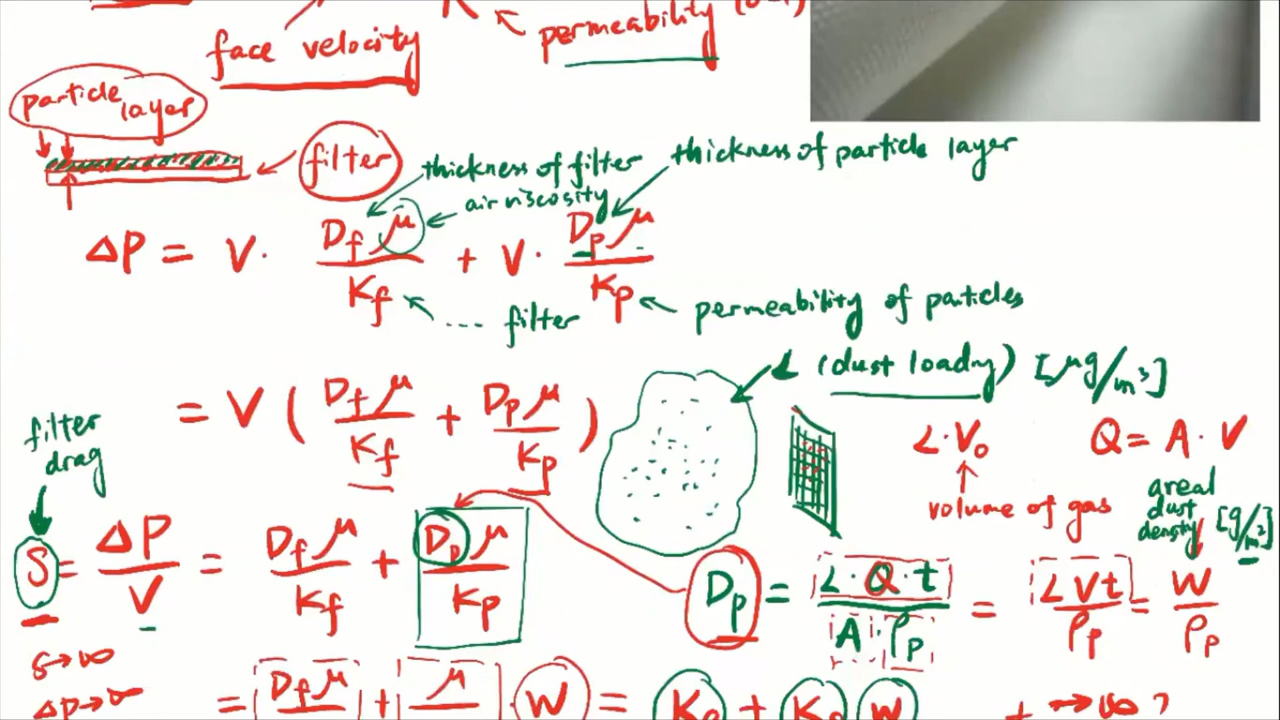 face velocity
permeability
particle layer
filter
thickness of filter
thickness of particle layer
air viscosity
ΔP = V · Df μ / Kf + V · Dp μ / Kp
.... filter
permeability of particles
L (dust loadny) [μg/m³]
= V ( Df μ / Kf + Dp μ / Kp )
L · V₀
Q = A · V
filter drag
volume of gas
areal dust density [g/m²]
S = ΔP / V = Df μ / Kf + Dp μ / Kp
Dp = L · Q · t / A · ρp = L V t / ρp = W / ρp
S → ∞
ΔP → ∞
= Df μ + μ W =